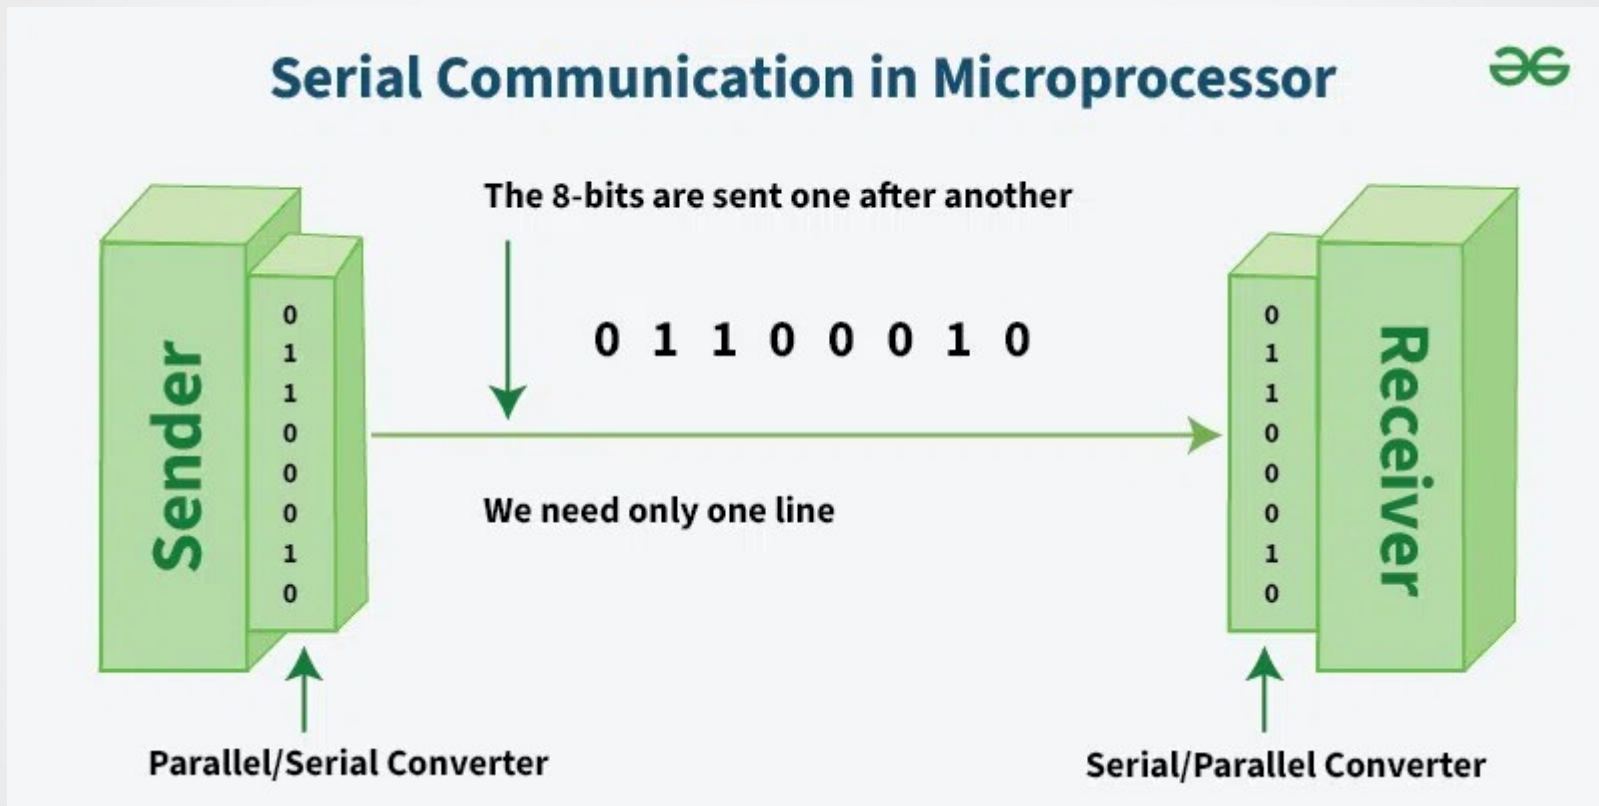 Serial Communication in Microprocessor
The 8-bits are sent one after another
0 1 1 0 0 0 1 0
Sender
0
1
1
0
0
0
1
0
We need only one line
0
1
1
0
0
0
1
0
Receiver
Parallel/Serial Converter
Serial/Parallel Converter